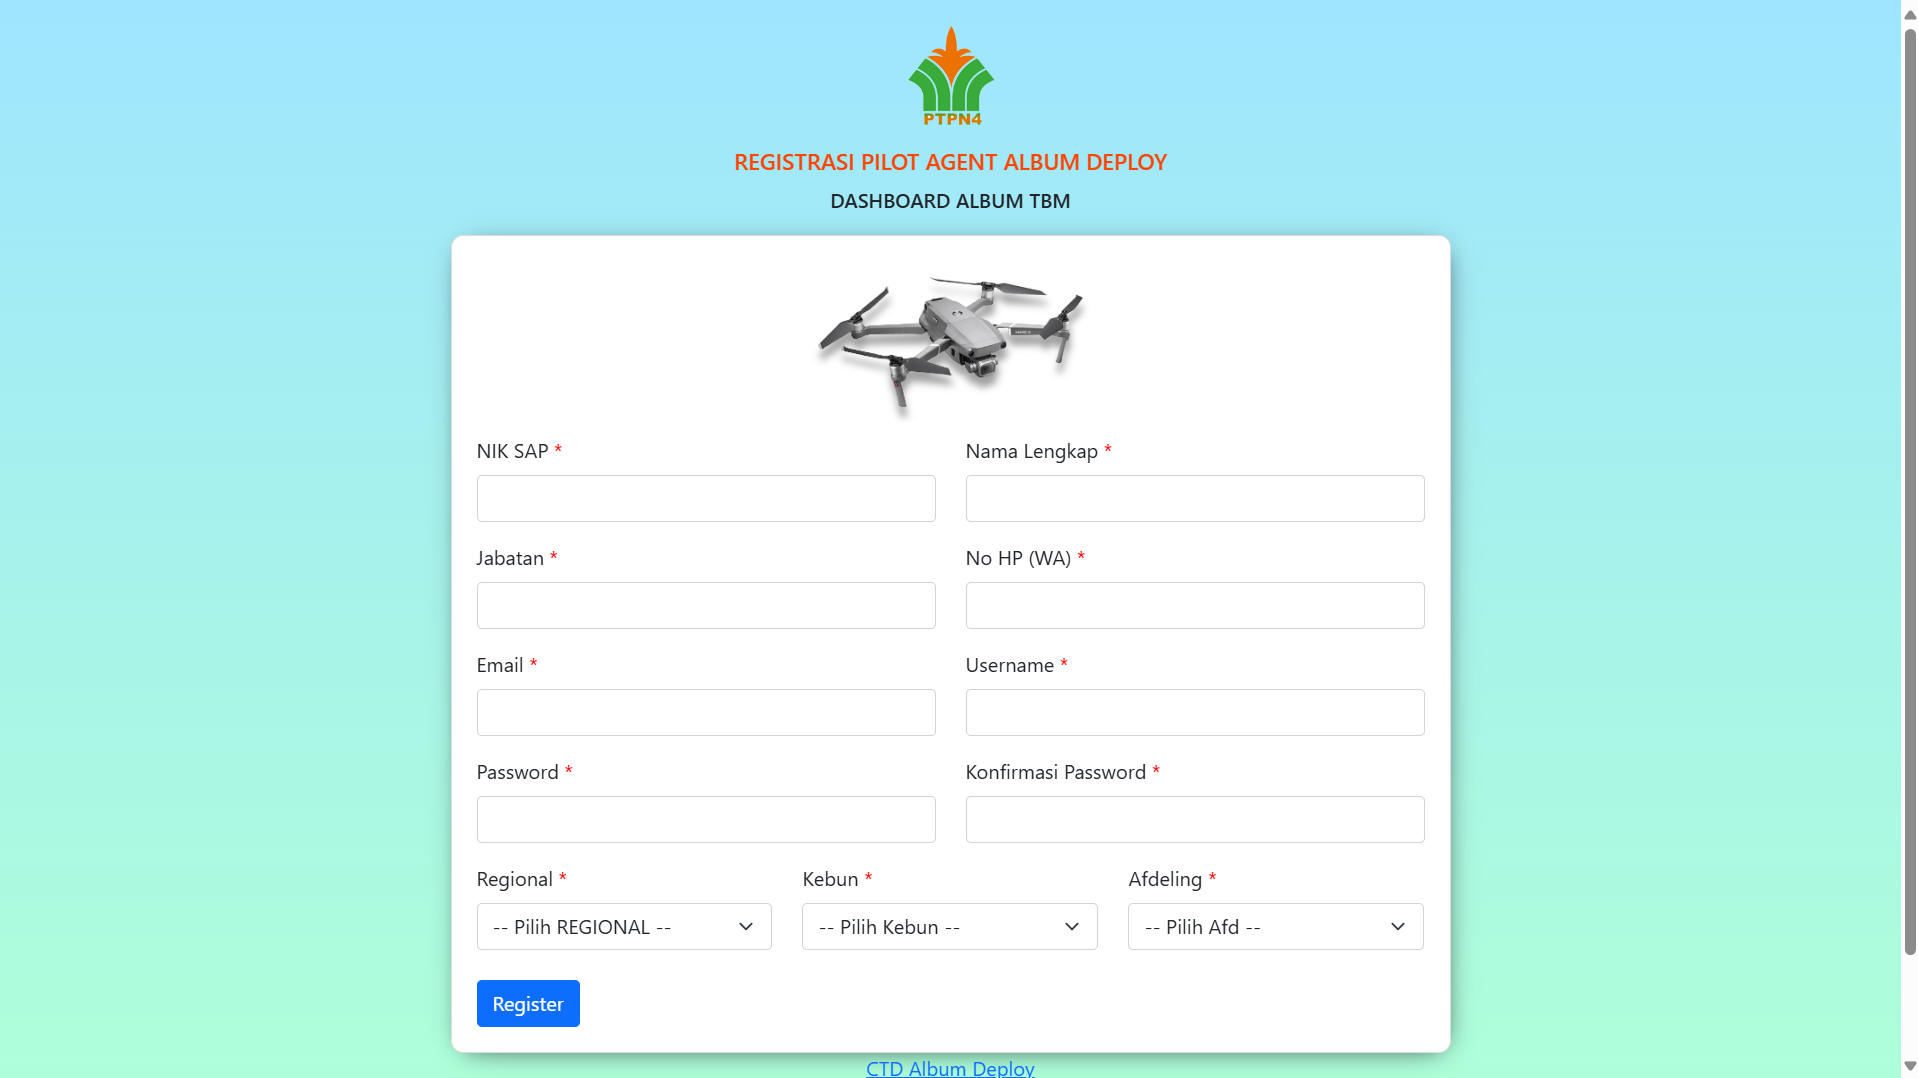 PTPN4
REGISTRASI PILOT AGENT ALBUM DEPLOY
DASHBOARD ALBUM TBM
NIK SAP *
Nama Lengkap *
Jabatan *
No HP (WA) *
Email *
Username *
Password *
Konfirmasi Password *
Regional *
Kebun *
Afdeling *
-- Pilih REGIONAL --
-- Pilih Kebun --
-- Pilih Afd --
Register
CTD Album Deploy